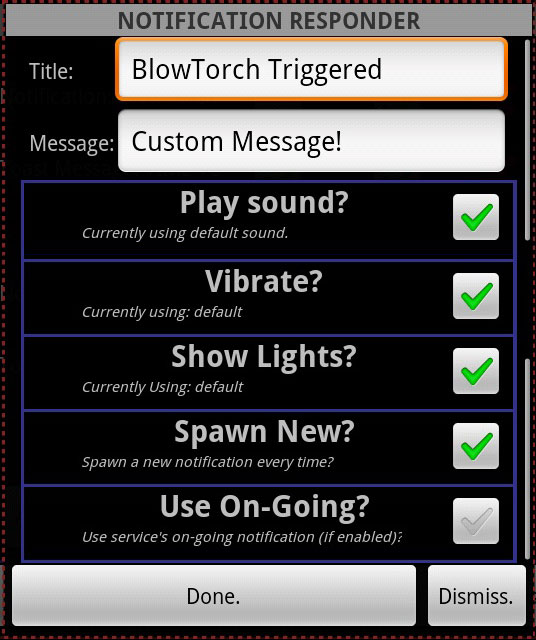 NOTIFICATION RESPONDER
Title: BlowTorch Triggered
Message: Custom Message!
Play sound?
Currently using default sound.
Vibrate?
Currently using: default
Show Lights?
Currently Using: default
Spawn New?
Spawn a new notification every time?
Use On-Going?
Use service's on-going notification (if enabled)?
Done. Dismiss.